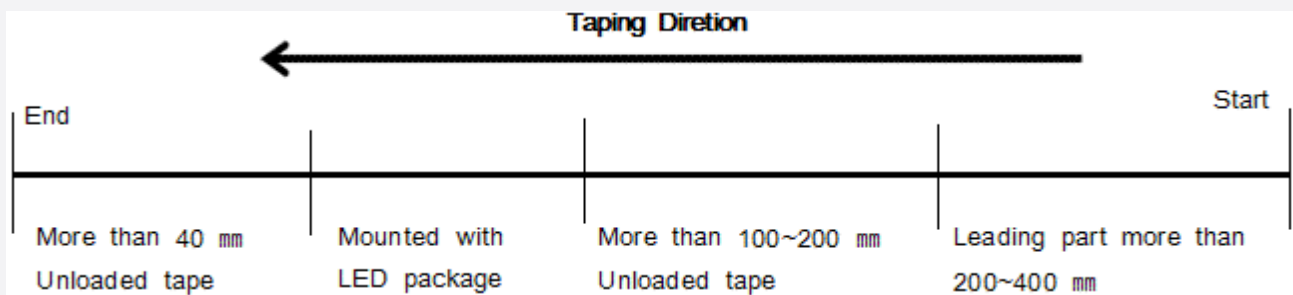 Taping Diretion
End
Start
More than 40 ㎜
Unloaded tape
Mounted with
LED package
More than 100~200 ㎜
Unloaded tape
Leading part more than
200~400 ㎜